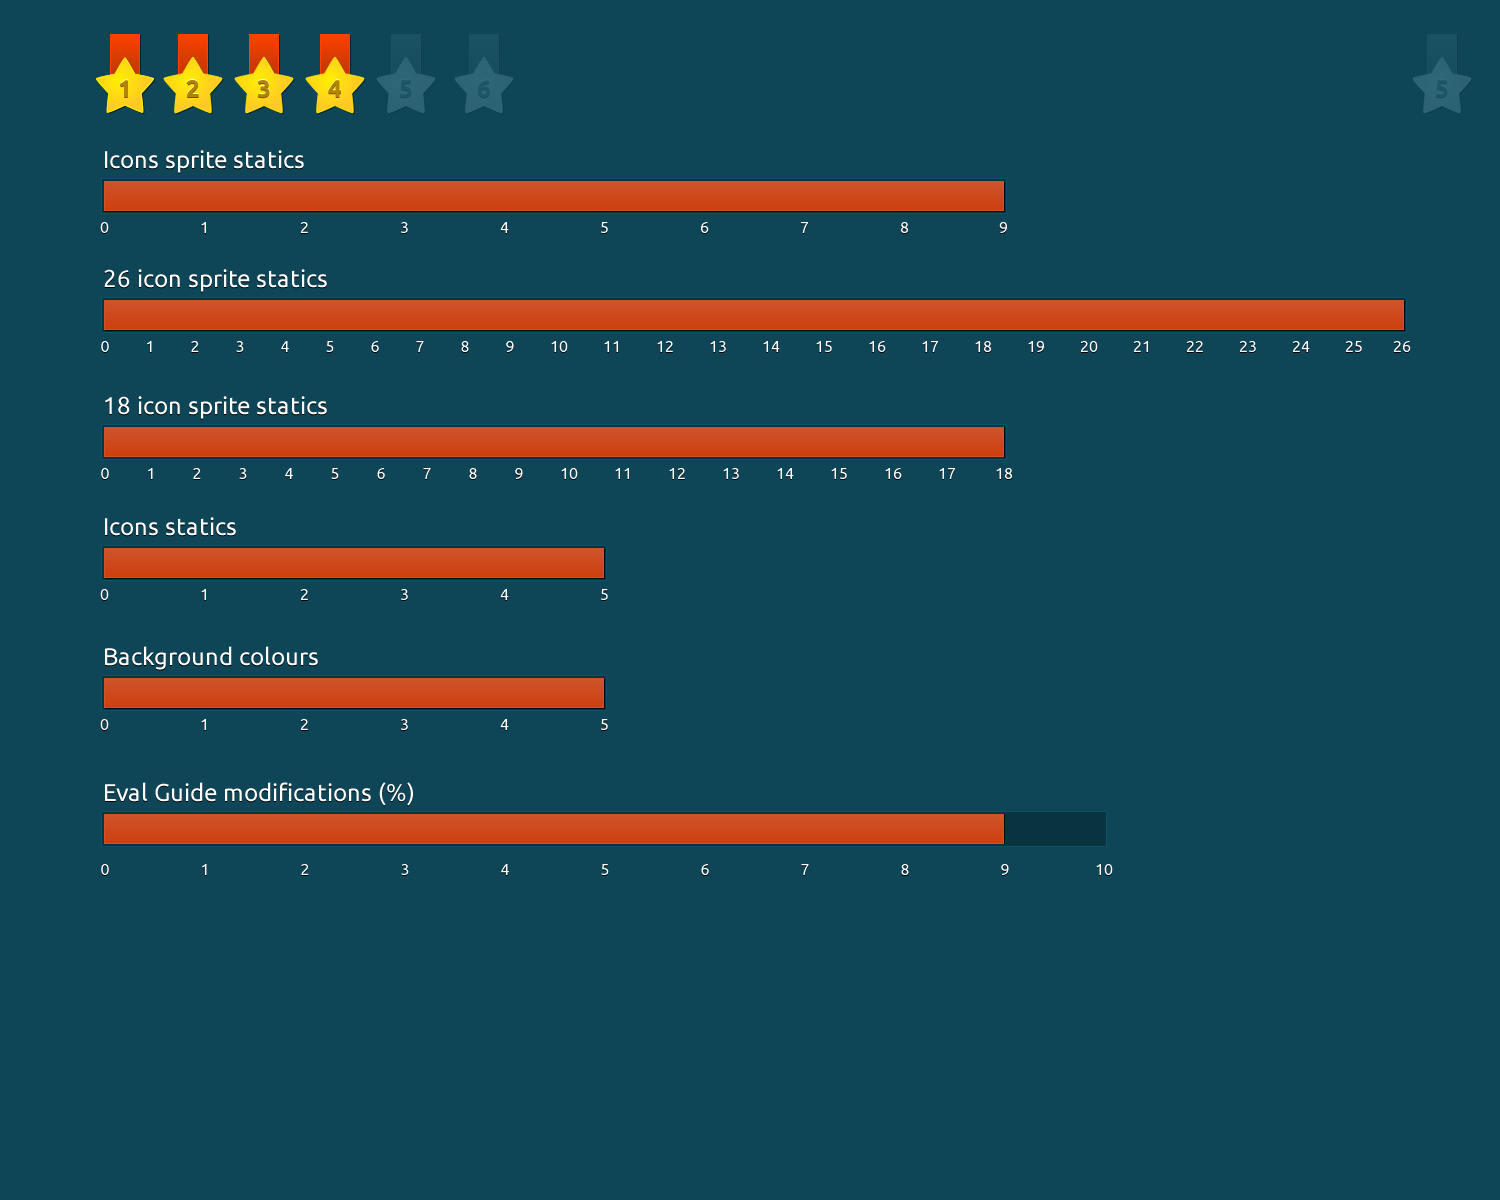 1 2 3 4 5 6 5
Icons sprite statics
0 1 2 3 4 5 6 7 8 9
26 icon sprite statics
0 1 2 3 4 5 6 7 8 9 10 11 12 13 14 15 16 17 18 19 20 21 22 23 24 25 26
18 icon sprite statics
0 1 2 3 4 5 6 7 8 9 10 11 12 13 14 15 16 17 18
Icons statics
0 1 2 3 4 5
Background colours
0 1 2 3 4 5
Eval Guide modifications (%)
0 1 2 3 4 5 6 7 8 9 10